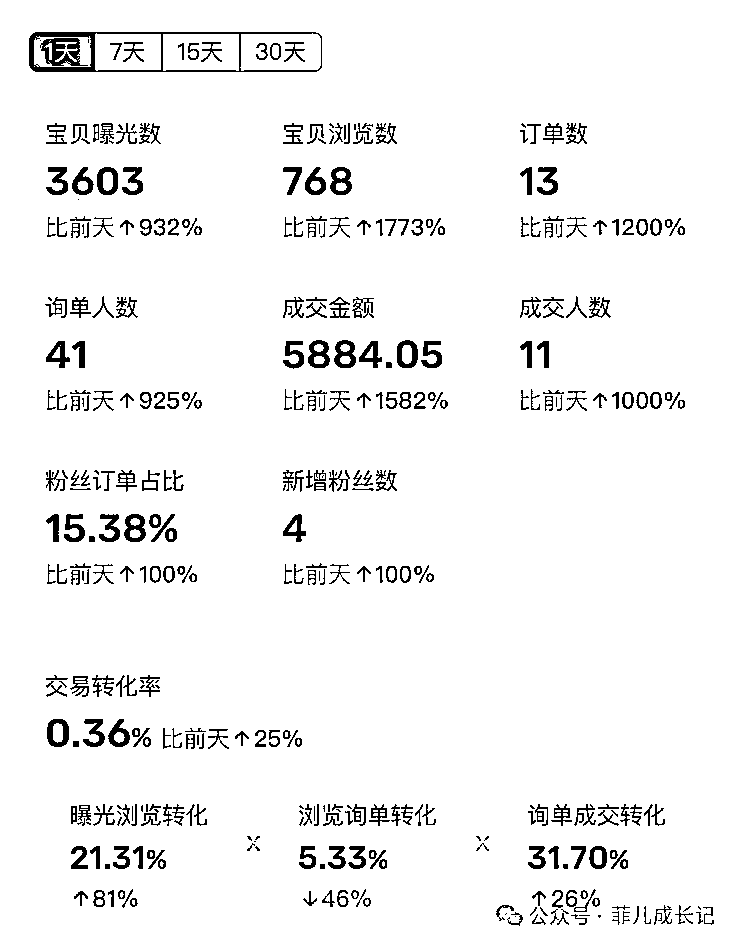 1天 7天 15天 30天
宝贝曝光数 宝贝浏览数 订单数
3603 768 13
比前天↑932% 比前天↑1773% 比前天↑1200%
询单人数 成交金额 成交人数
41 5884.05 11
比前天↑925% 比前天↑1582% 比前天↑1000%
粉丝订单占比 新增粉丝数
15.38% 4
比前天↑100% 比前天↑100%
交易转化率
0.36% 比前天↑25%
曝光浏览转化 x 浏览询单转化 x 询单成交转化
21.31% 5.33% 31.70%
↑81% ↓46% ↑26%
公众号·菲儿成长记